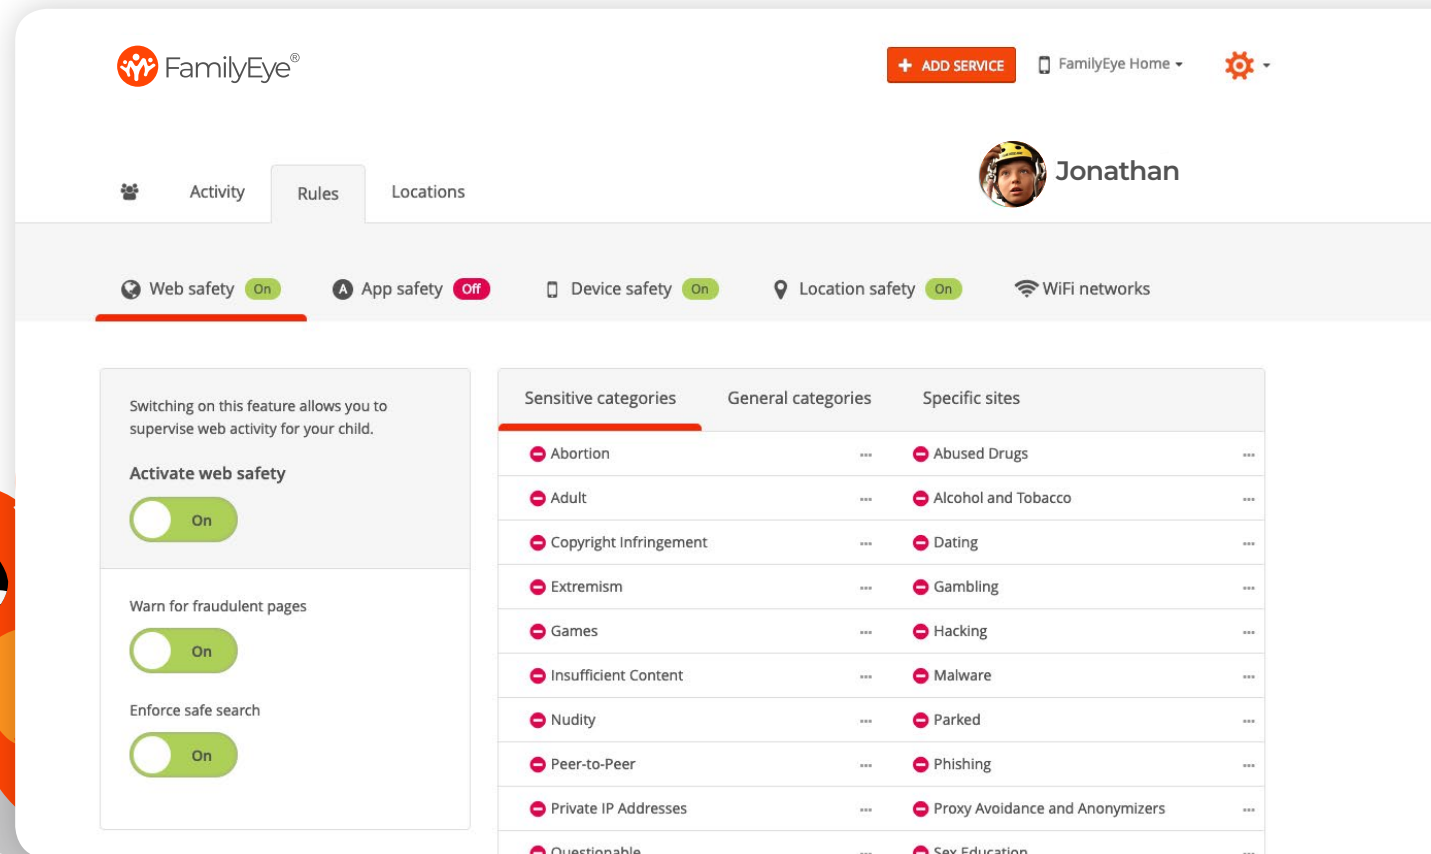 FamilyEye®
+ ADD SERVICE
FamilyEye Home
Jonathan
Activity
Rules
Locations
Web safety On
App safety Off
Device safety On
Location safety On
WiFi networks
Switching on this feature allows you to
supervise web activity for your child.
Activate web safety
On
Warn for fraudulent pages
On
Enforce safe search
On
Sensitive categories
General categories
Specific sites
Abortion
Abused Drugs
Adult
Alcohol and Tobacco
Copyright Infringement
Dating
Extremism
Gambling
Games
Hacking
Insufficient Content
Malware
Nudity
Parked
Peer-to-Peer
Phishing
Private IP Addresses
Proxy Avoidance and Anonymizers
Questionable
Sex Education